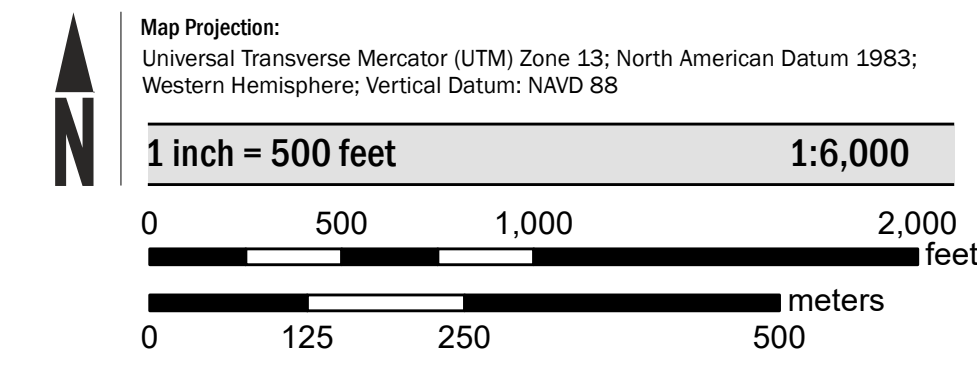 Map Projection:
Universal Transverse Mercator (UTM) Zone 13; North American Datum 1983;
Western Hemisphere; Vertical Datum: NAVD 88
N
1 inch = 500 feet 1:6,000
0 500 1,000 2,000
feet
meters
0 125 250 500